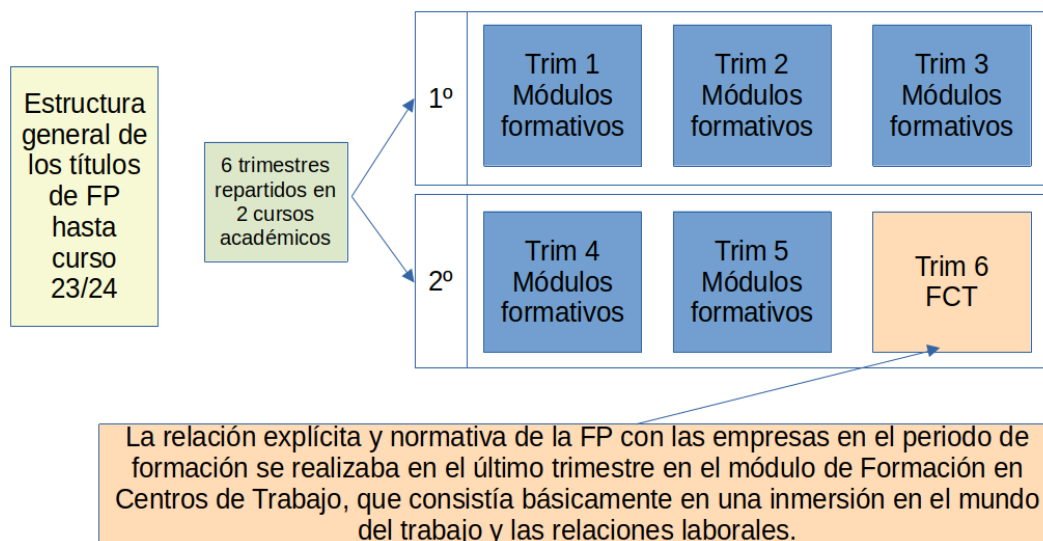 Estructura
general de
los títulos
de FP
hasta
curso
23/24
6 trimestres
repartidos en
2 cursos
académicos
1º
Trim 1
Módulos
formativos
Trim 2
Módulos
formativos
Trim 3
Módulos
formativos
2º
Trim 4
Módulos
formativos
Trim 5
Módulos
formativos
Trim 6
FCT
La relación explícita y normativa de la FP con las empresas en el periodo de
formación se realizaba en el último trimestre en el módulo de Formación en
Centros de Trabajo, que consistía básicamente en una inmersión en el mundo
del trabajo y las relaciones laborales.